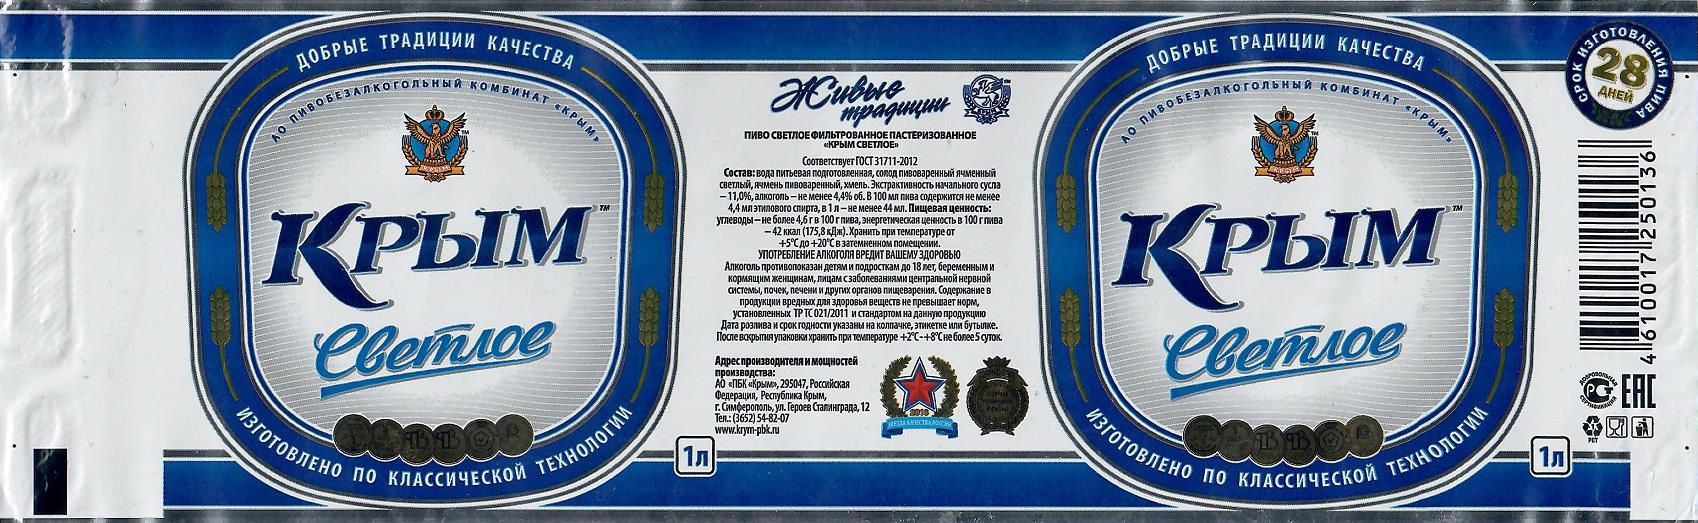 ДОБРЫЕ ТРАДИЦИИ КАЧЕСТВА
АО ПИВОБЕЗАЛКОГОЛЬНЫЙ КОМБИНАТ «КРЫМ»
КРЫМ™
Светлое
ИЗГОТОВЛЕНО ПО КЛАССИЧЕСКОЙ ТЕХНОЛОГИИ
1л
Живые
традиции
ПИВО СВЕТЛОЕ ФИЛЬТРОВАННОЕ ПАСТЕРИЗОВАННОЕ
«КРЫМ СВЕТЛОЕ»
Соответствует ГОСТ 31711-2012
Состав: вода питьевая подготовленная, солод пивоваренный ячменный
светлый, ячмень пивоваренный, хмель. Экстрактивность начального сусла
– 11,0%, алкоголь – не менее 4,4% об. В 100 мл пива содержится не менее
4,4 мл этилового спирта, в 1 л – не менее 44 мл. Пищевая ценность:
углеводы – не более 4,6 г в 100 г пива, энергетическая ценность в 100 г пива
– 42 ккал (175,8 кДж). Хранить при температуре от
+5°С до +20°С в затемненном помещении.
УПОТРЕБЛЕНИЕ АЛКОГОЛЯ ВРЕДИТ ВАШЕМУ ЗДОРОВЬЮ
Алкоголь противопоказан детям и подросткам до 18 лет, беременным и
кормящим женщинам, лицам с заболеваниями центральной нервной
системы, почек, печени и других органов пищеварения. Содержание в
продукции вредных для здоровья веществ не превышает норм,
установленных ТР ТС 021/2011 и стандартом на данную продукцию
Дата розлива и срок годности указаны на колпачке, этикетке или бутылке.
После вскрытия упаковки хранить при температуре +2°С-+8°С не более 5 суток.
Адрес производителя и мощностей
производства:
АО «ПБК «Крым», 295047, Российская
Федерация, Республика Крым,
г. Симферополь, ул. Героев Сталинграда, 12
Тел.: (3652) 54-82-07
www.krym-pbk.ru
2016
ЗВЕЗДА КАЧЕСТВА РОССИИ
ДОБРЫЕ ТРАДИЦИИ КАЧЕСТВА
АО ПИВОБЕЗАЛКОГОЛЬНЫЙ КОМБИНАТ «КРЫМ»
КРЫМ™
Светлое
ИЗГОТОВЛЕНО ПО КЛАССИЧЕСКОЙ ТЕХНОЛОГИИ
1л
СРОК ИЗГОТОВЛЕНИЯ ПИВА
28
ДНЕЙ
4 610017 250136
ДОБРОВОЛЬНАЯ
СЕРТИФИКАЦИЯ
EAC
1
PET